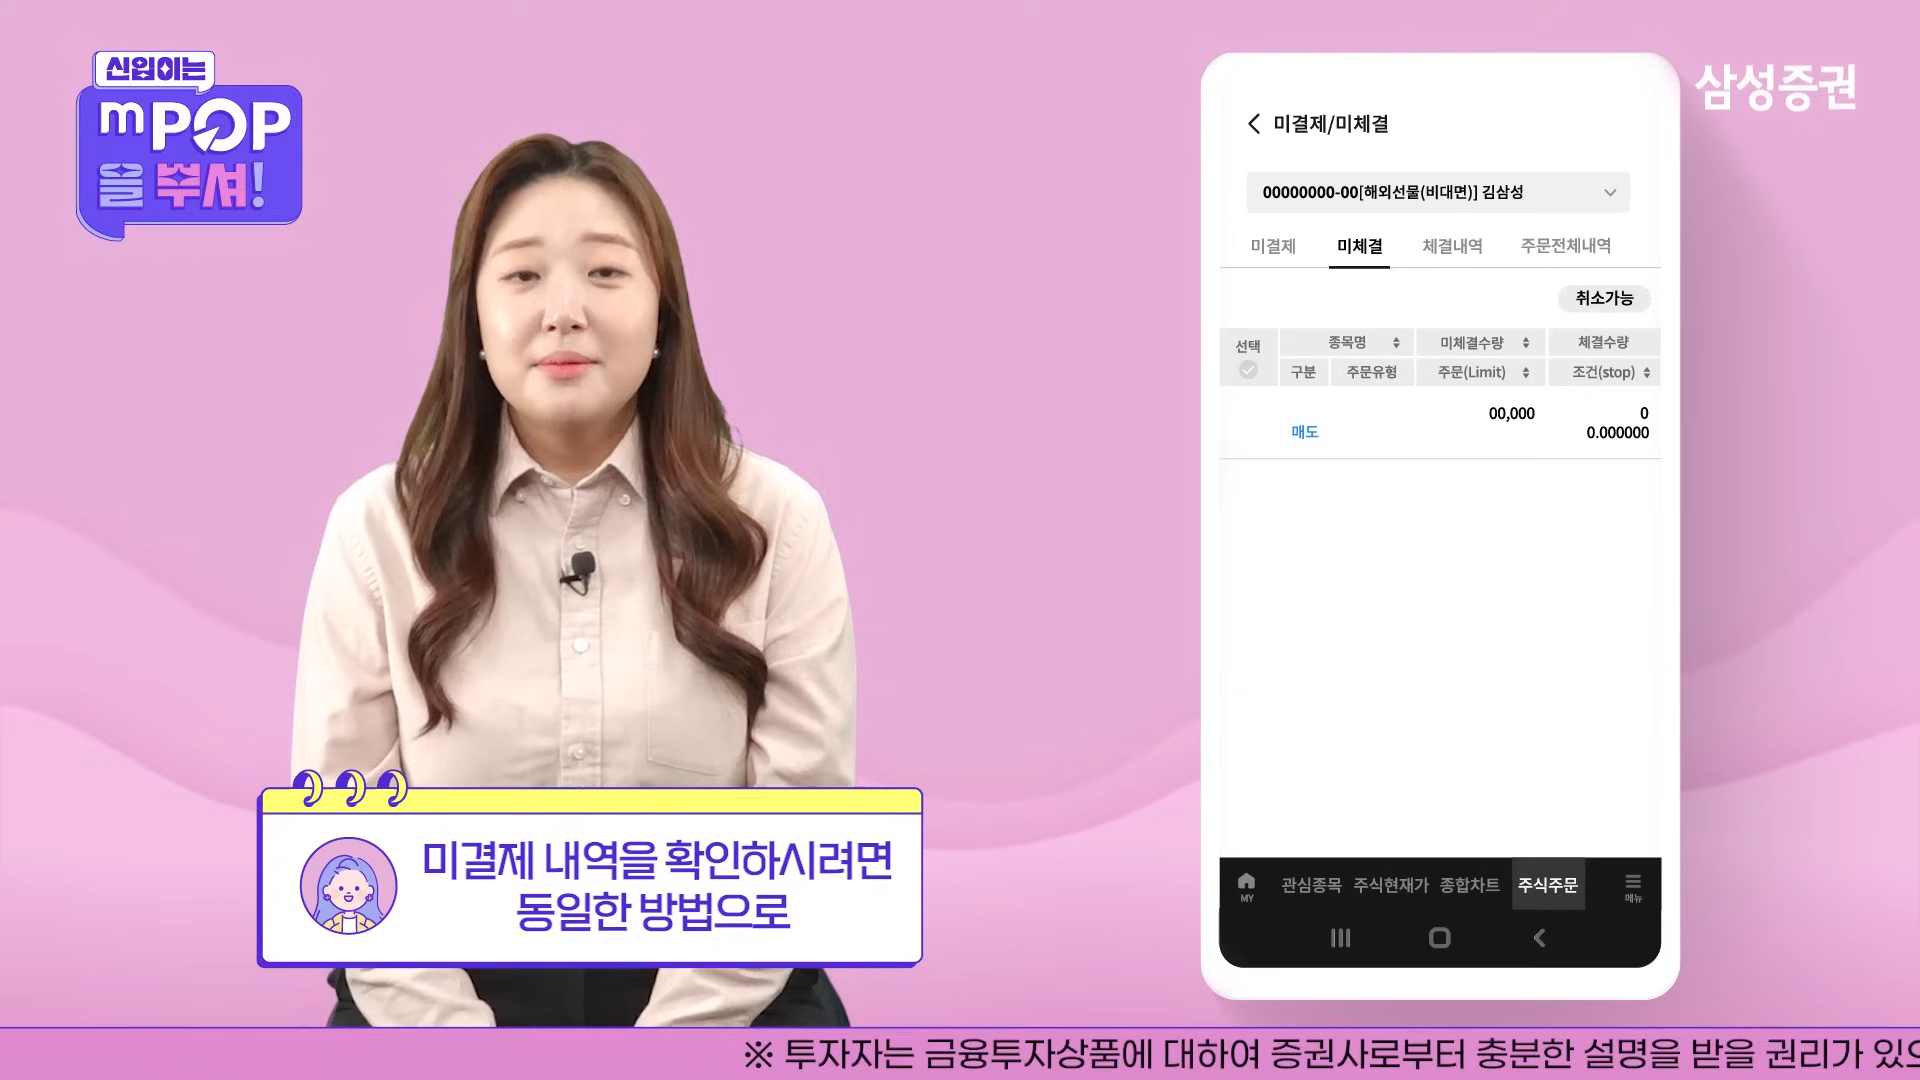 신입이는
mPOP
을 뿌셔!
삼성증권
미결제/미체결
00000000-00[해외선물(비대면)] 김삼성
미결제 미체결 체결내역 주문전체내역
취소가능
선택 종목명 미체결수량 체결수량
구분 주문유형 주문(Limit) 조건(stop)
00,000 0
매도 0.000000
MY 관심종목 주식현재가 종합차트 주식주문 메뉴
미결제 내역을 확인하시려면
동일한 방법으로
※ 투자자는 금융투자상품에 대하여 증권사로부터 충분한 설명을 받을 권리가